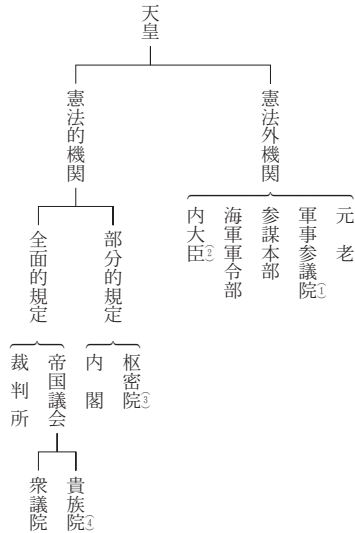 天皇
憲法外機関
元老
軍事参議院(1)
参謀本部
海軍軍令部
内大臣(2)
憲法的機関
部分的規定
枢密院(3)
内閣
全面的規定
帝国議会
貴族院(4)
衆議院
裁判所